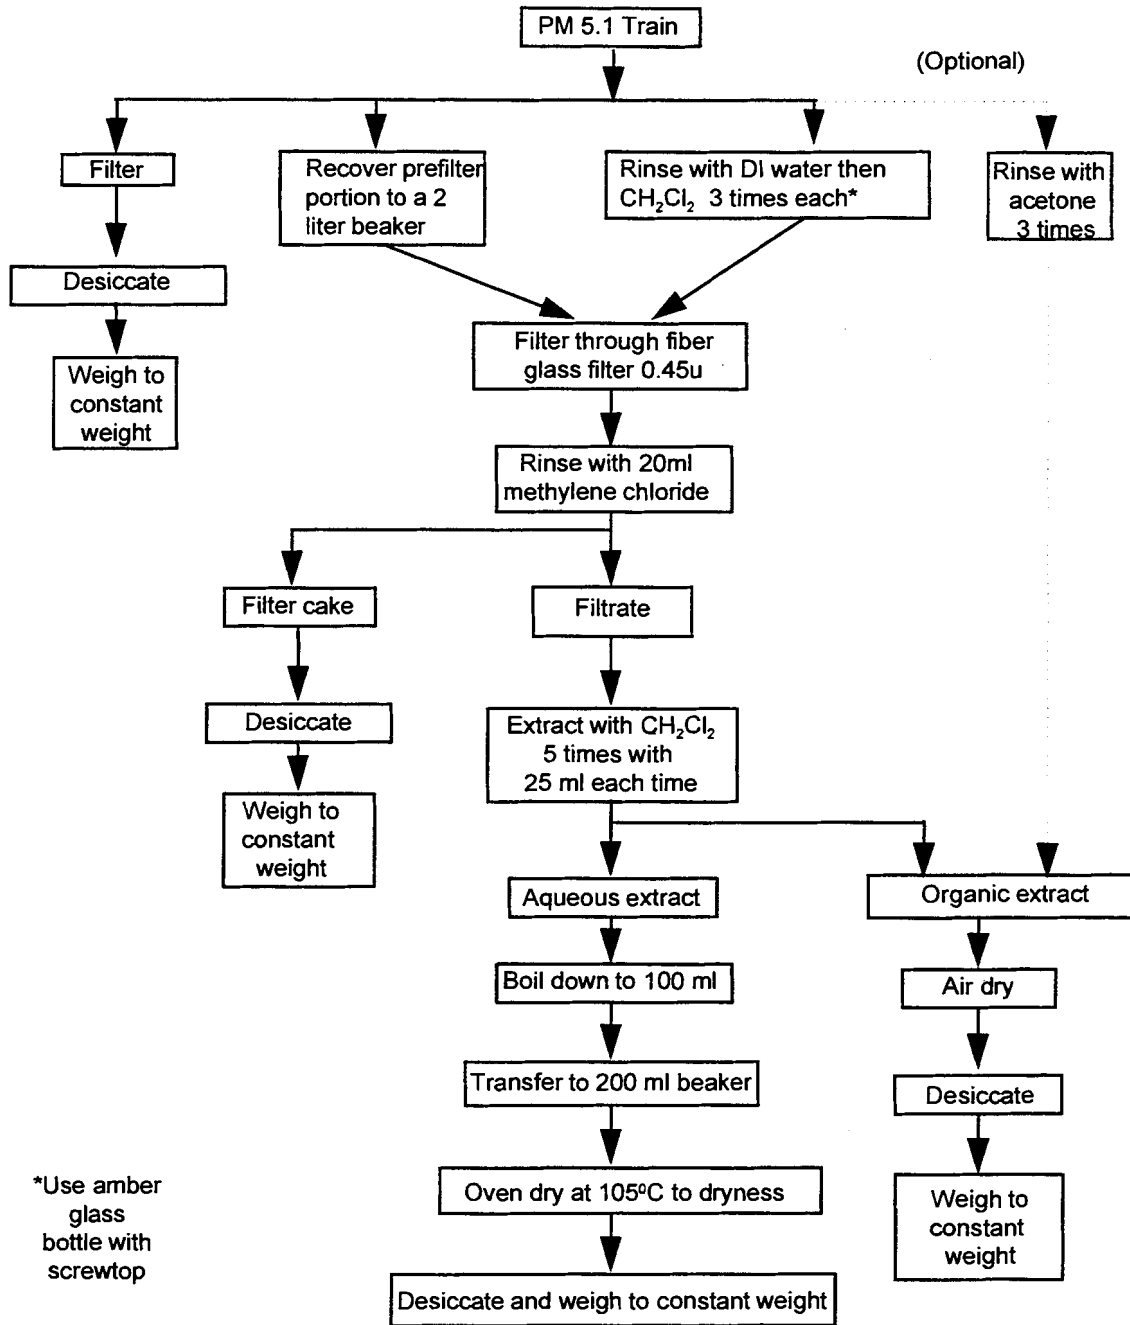 PM 5.1 Train
(Optional)
Filter
Recover prefilter
portion to a 2
liter beaker
Rinse with DI water then
CH₂Cl₂ 3 times each*
Rinse with
acetone
3 times
Desiccate
Weigh to
constant
weight
Filter through fiber
glass filter 0.45u
Rinse with 20ml
methylene chloride
Filter cake
Filtrate
Desiccate
Weigh to
constant
weight
Extract with CH₂Cl₂
5 times with
25 ml each time
Aqueous extract
Organic extract
Boil down to 100 ml
Air dry
Transfer to 200 ml beaker
Desiccate
Oven dry at 105ºC to dryness
Weigh to
constant
weight
Desiccate and weigh to constant weight
*Use amber
glass
bottle with
screwtop